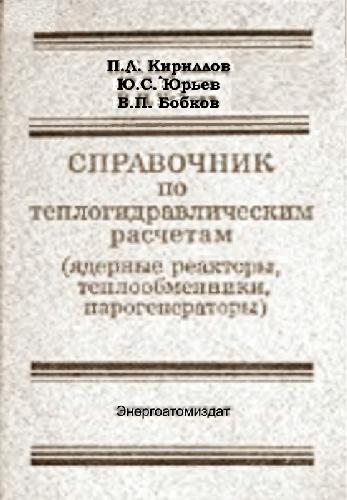 П.Л. Кириллов
Ю.С. Юрьев
В.П. Бобков
СПРАВОЧНИК
по
теплогидравлическим
расчетам
(ядерные реакторы,
теплообменники,
парогенераторы)
Энергоатомиздат